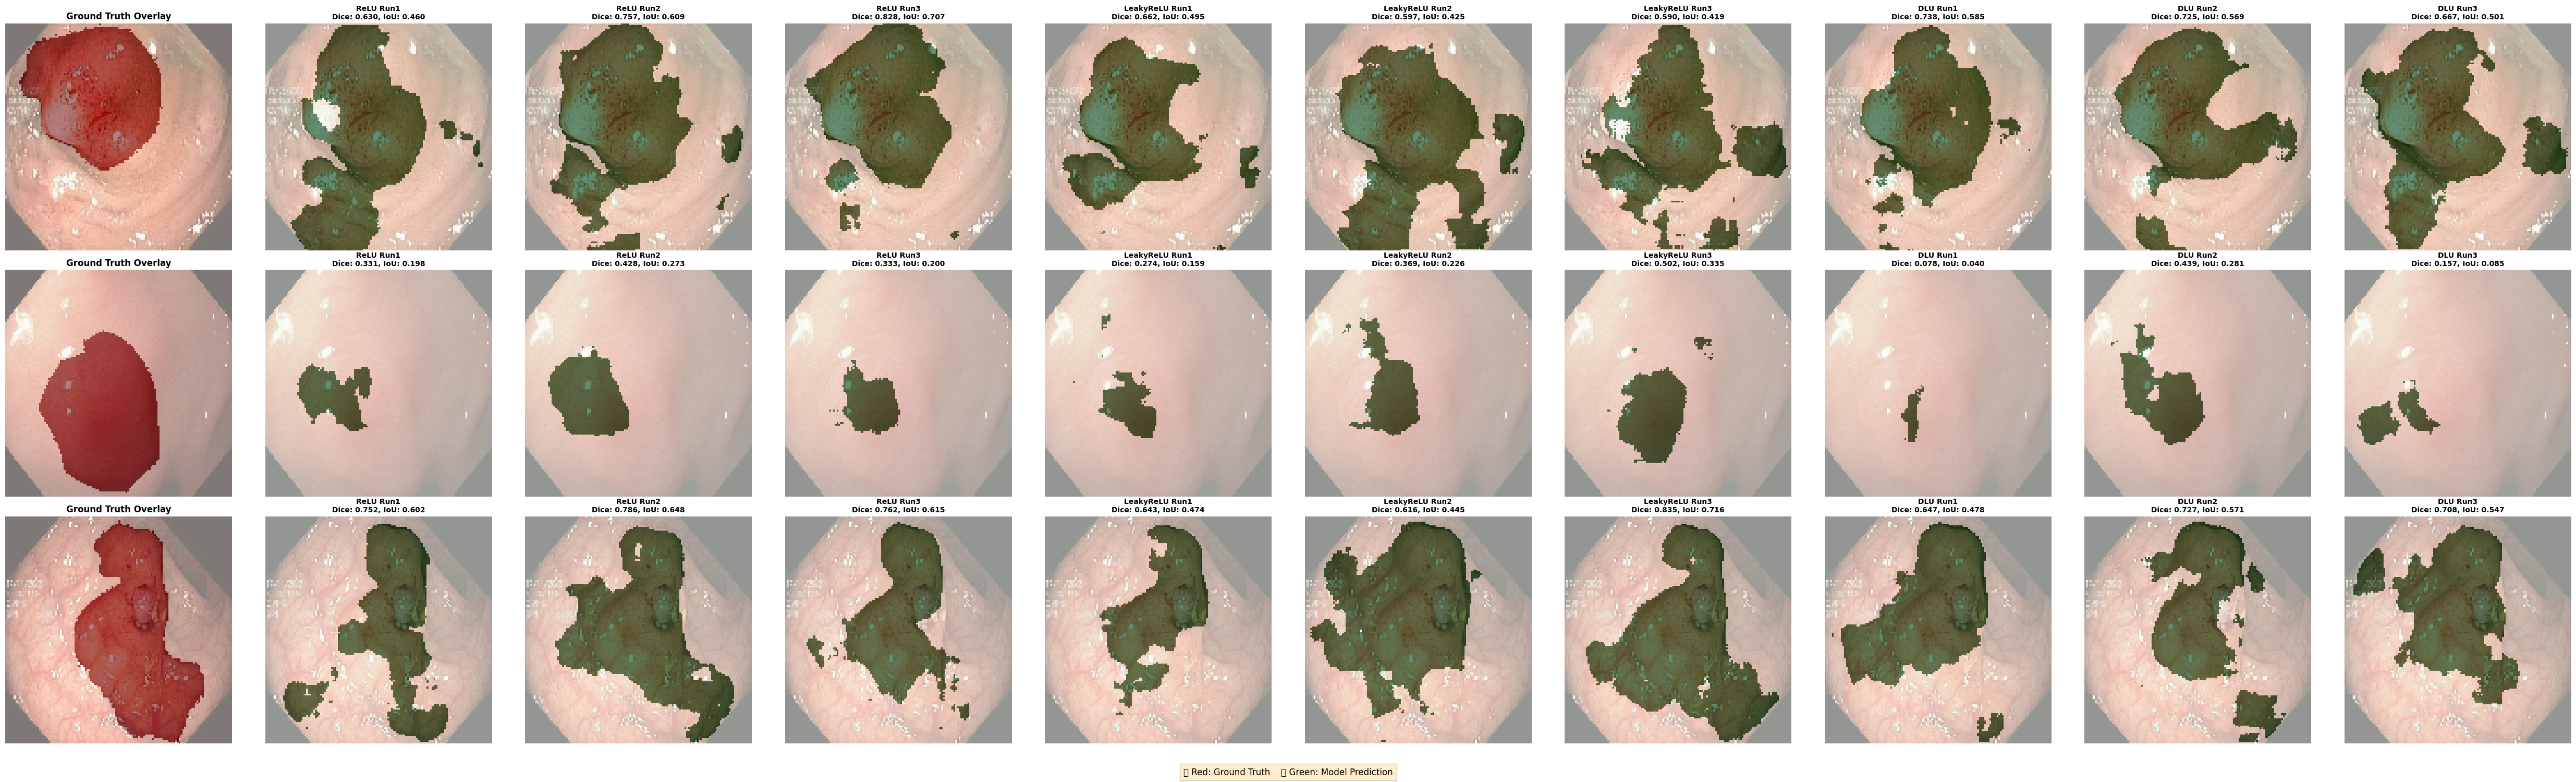 Ground Truth Overlay
ReLU Run1
Dice: 0.630, IoU: 0.460
ReLU Run2
Dice: 0.757, IoU: 0.609
ReLU Run3
Dice: 0.828, IoU: 0.707
LeakyReLU Run1
Dice: 0.662, IoU: 0.495
LeakyReLU Run2
Dice: 0.597, IoU: 0.425
LeakyReLU Run3
Dice: 0.590, IoU: 0.419
DLU Run1
Dice: 0.738, IoU: 0.585
DLU Run2
Dice: 0.725, IoU: 0.569
DLU Run3
Dice: 0.667, IoU: 0.501
Ground Truth Overlay
ReLU Run1
Dice: 0.331, IoU: 0.198
ReLU Run2
Dice: 0.428, IoU: 0.273
ReLU Run3
Dice: 0.333, IoU: 0.200
LeakyReLU Run1
Dice: 0.274, IoU: 0.159
LeakyReLU Run2
Dice: 0.369, IoU: 0.226
LeakyReLU Run3
Dice: 0.502, IoU: 0.335
DLU Run1
Dice: 0.078, IoU: 0.040
DLU Run2
Dice: 0.439, IoU: 0.281
DLU Run3
Dice: 0.157, IoU: 0.085
Ground Truth Overlay
ReLU Run1
Dice: 0.752, IoU: 0.602
ReLU Run2
Dice: 0.786, IoU: 0.648
ReLU Run3
Dice: 0.762, IoU: 0.615
LeakyReLU Run1
Dice: 0.643, IoU: 0.474
LeakyReLU Run2
Dice: 0.616, IoU: 0.445
LeakyReLU Run3
Dice: 0.835, IoU: 0.716
DLU Run1
Dice: 0.647, IoU: 0.478
DLU Run2
Dice: 0.727, IoU: 0.571
DLU Run3
Dice: 0.708, IoU: 0.547
Red: Ground Truth Green: Model Prediction